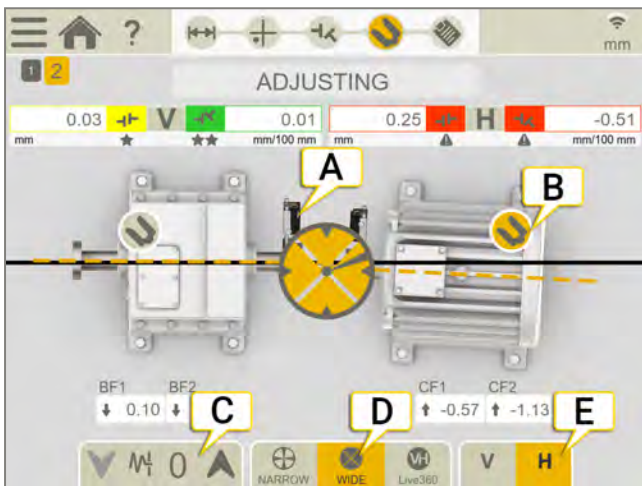 ?
mm
1 2
ADJUSTING
0.03 V 0.01 0.25 H -0.51
mm mm/100 mm mm mm/100 mm
A
B
BF1 BF2 CF1 CF2
0.10 -0.57 -1.13
C D E
0 V H
NARROW WIDE VH Live360